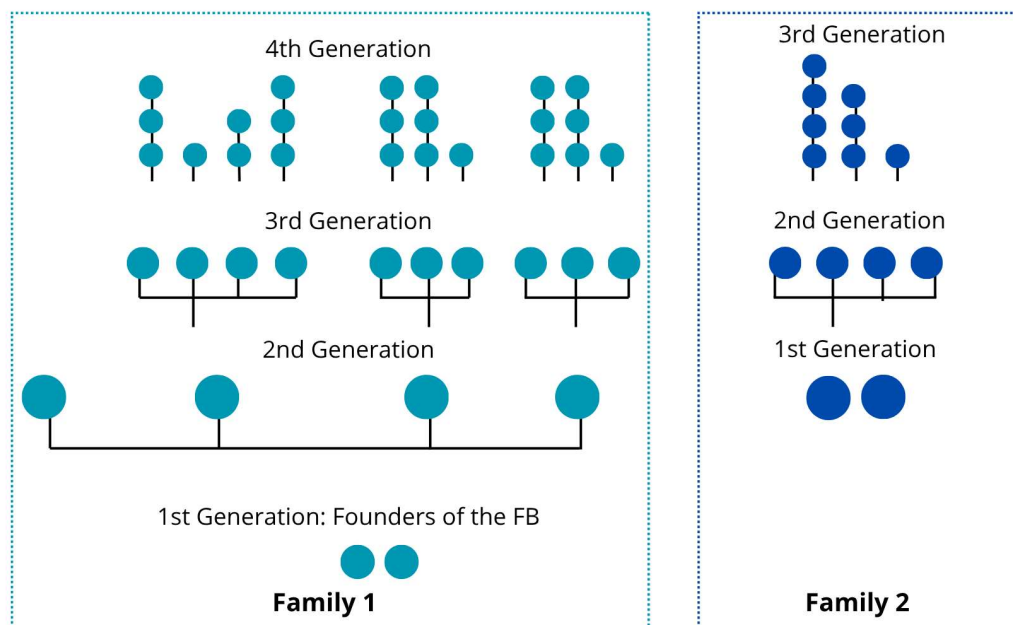 4th Generation
3rd Generation
2nd Generation
1st Generation: Founders of the FB
Family 1
3rd Generation
2nd Generation
1st Generation
Family 2